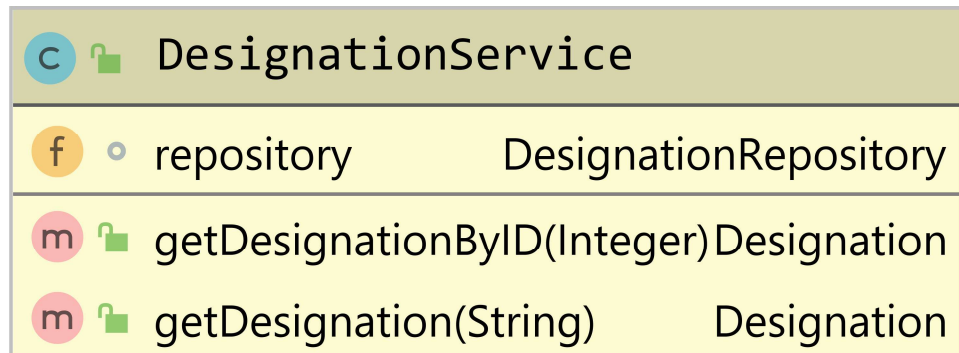 c DesignationService
f repository DesignationRepository
m getDesignationByID(Integer) Designation
m getDesignation(String) Designation